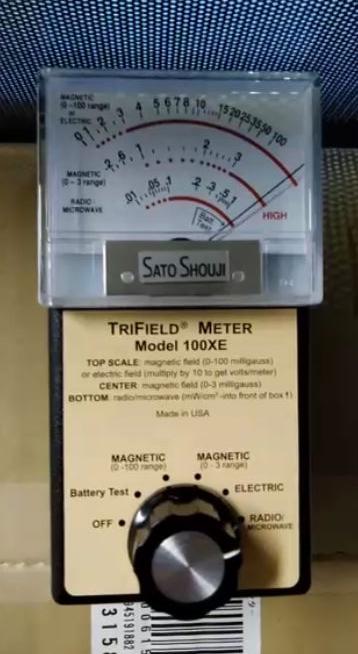 MAGNETIC
(0-100 range)
or
ELECTRIC
0 1 2 3 4 5 6 7 8 10 15 20 25 35 50 100
MAGNETIC
(0-3 range)
.2 .6 1 2 3
RADIO/
MICROWAVE
.01 .05 .1 .2 .3 .5 1
Batt
Test
HIGH
SATO SHOUJI
TRIFIELD® METER
Model 100XE
TOP SCALE: magnetic field (0-100 milligauss)
or electric field (multiply by 10 to get volts/meter)
CENTER: magnetic field (0-3 milligauss)
BOTTOM: radio/microwave (mW/cm²-into front of box↑)
Made in USA
MAGNETIC
(0-100 range)
MAGNETIC
(0-3 range)
Battery Test
ELECTRIC
OFF
RADIO/
MICROWAVE
45191882
315